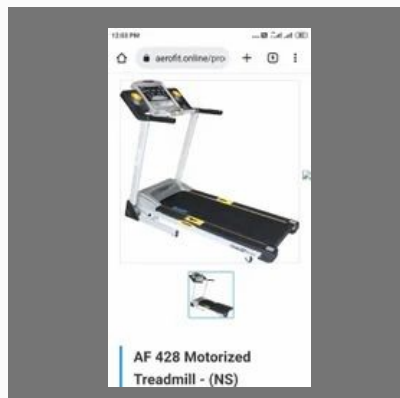 12:03 PM
aerofit.online/pro
AF 428 Motorized
Treadmill - (NS)